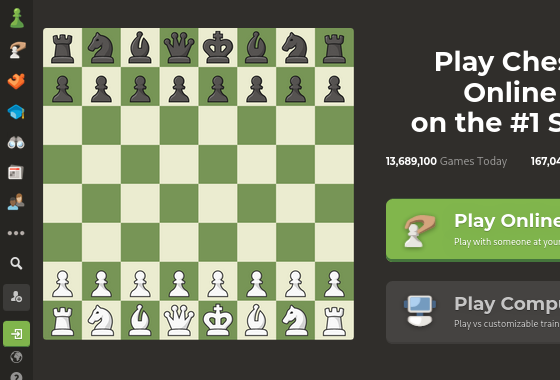 Play Ches
Online
on the #1 S
13,689,100 Games Today 167,04
Play Online
Play with someone at your
Play Compu
Play vs customizable train